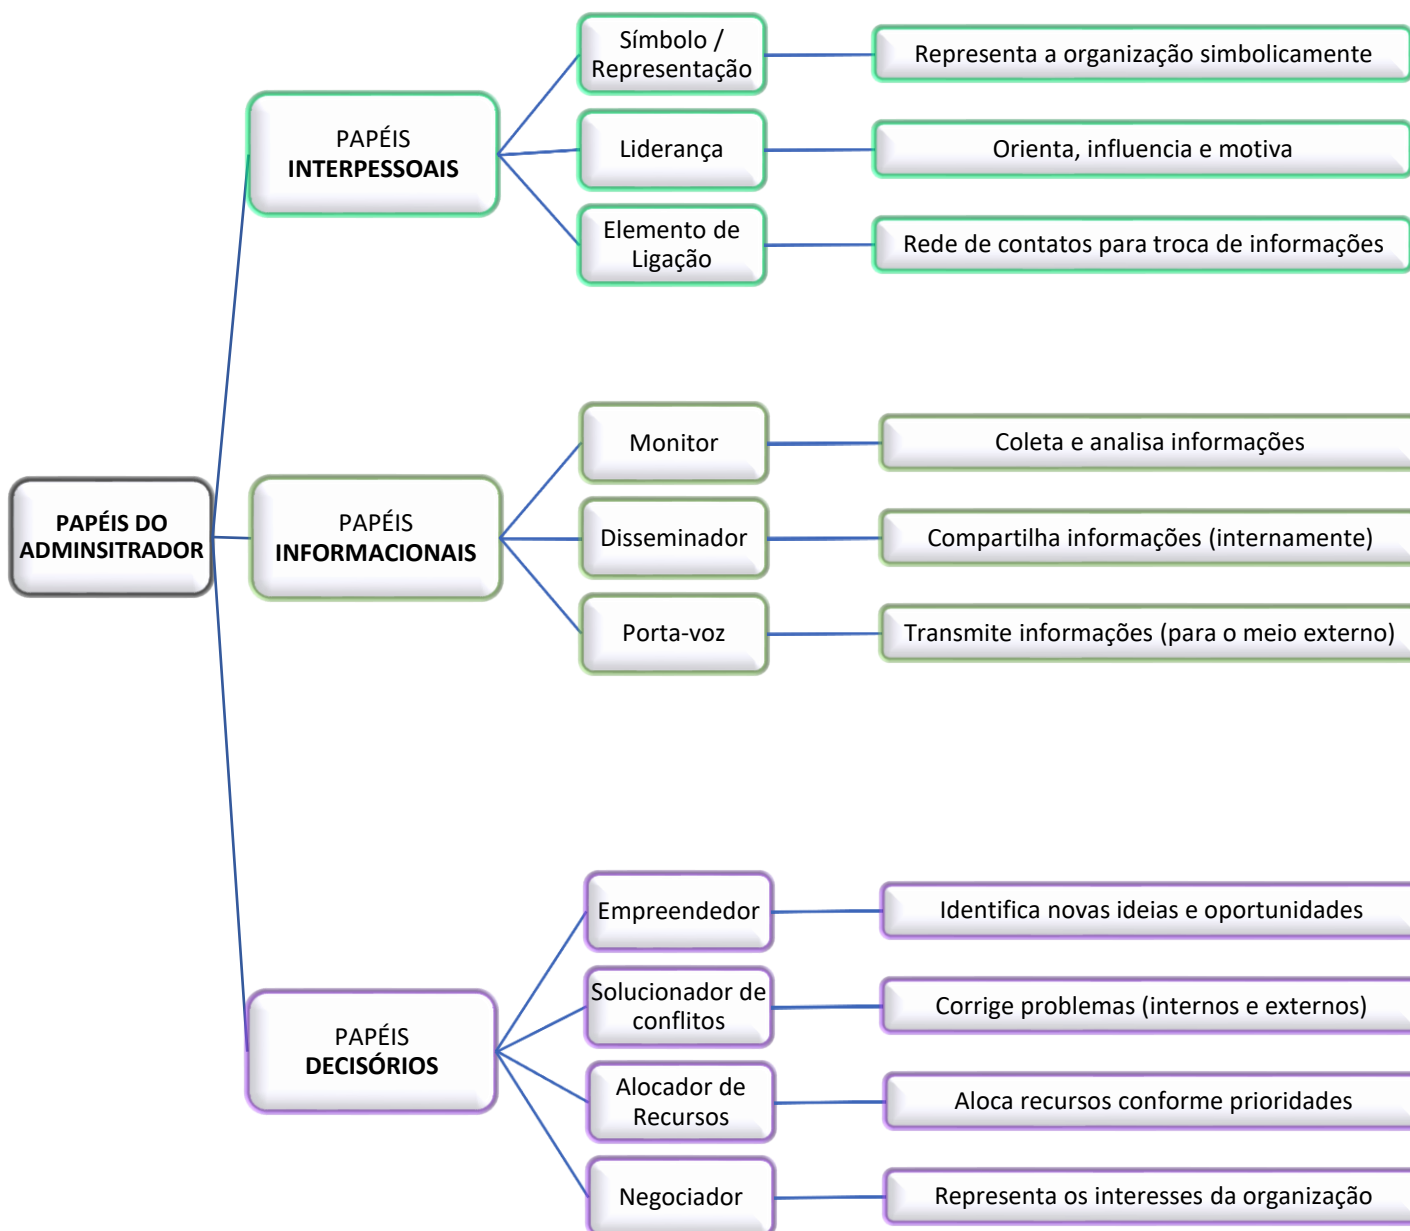 PAPÉIS DO
ADMINSITRADOR
PAPÉIS
INTERPESSOAIS
Símbolo /
Representação
Representa a organização simbolicamente
Liderança
Orienta, influencia e motiva
Elemento de
Ligação
Rede de contatos para troca de informações
PAPÉIS
INFORMACIONAIS
Monitor
Coleta e analisa informações
Disseminador
Compartilha informações (internamente)
Porta-voz
Transmite informações (para o meio externo)
PAPÉIS
DECISÓRIOS
Empreendedor
Identifica novas ideias e oportunidades
Solucionador de
conflitos
Corrige problemas (internos e externos)
Alocador de
Recursos
Aloca recursos conforme prioridades
Negociador
Representa os interesses da organização